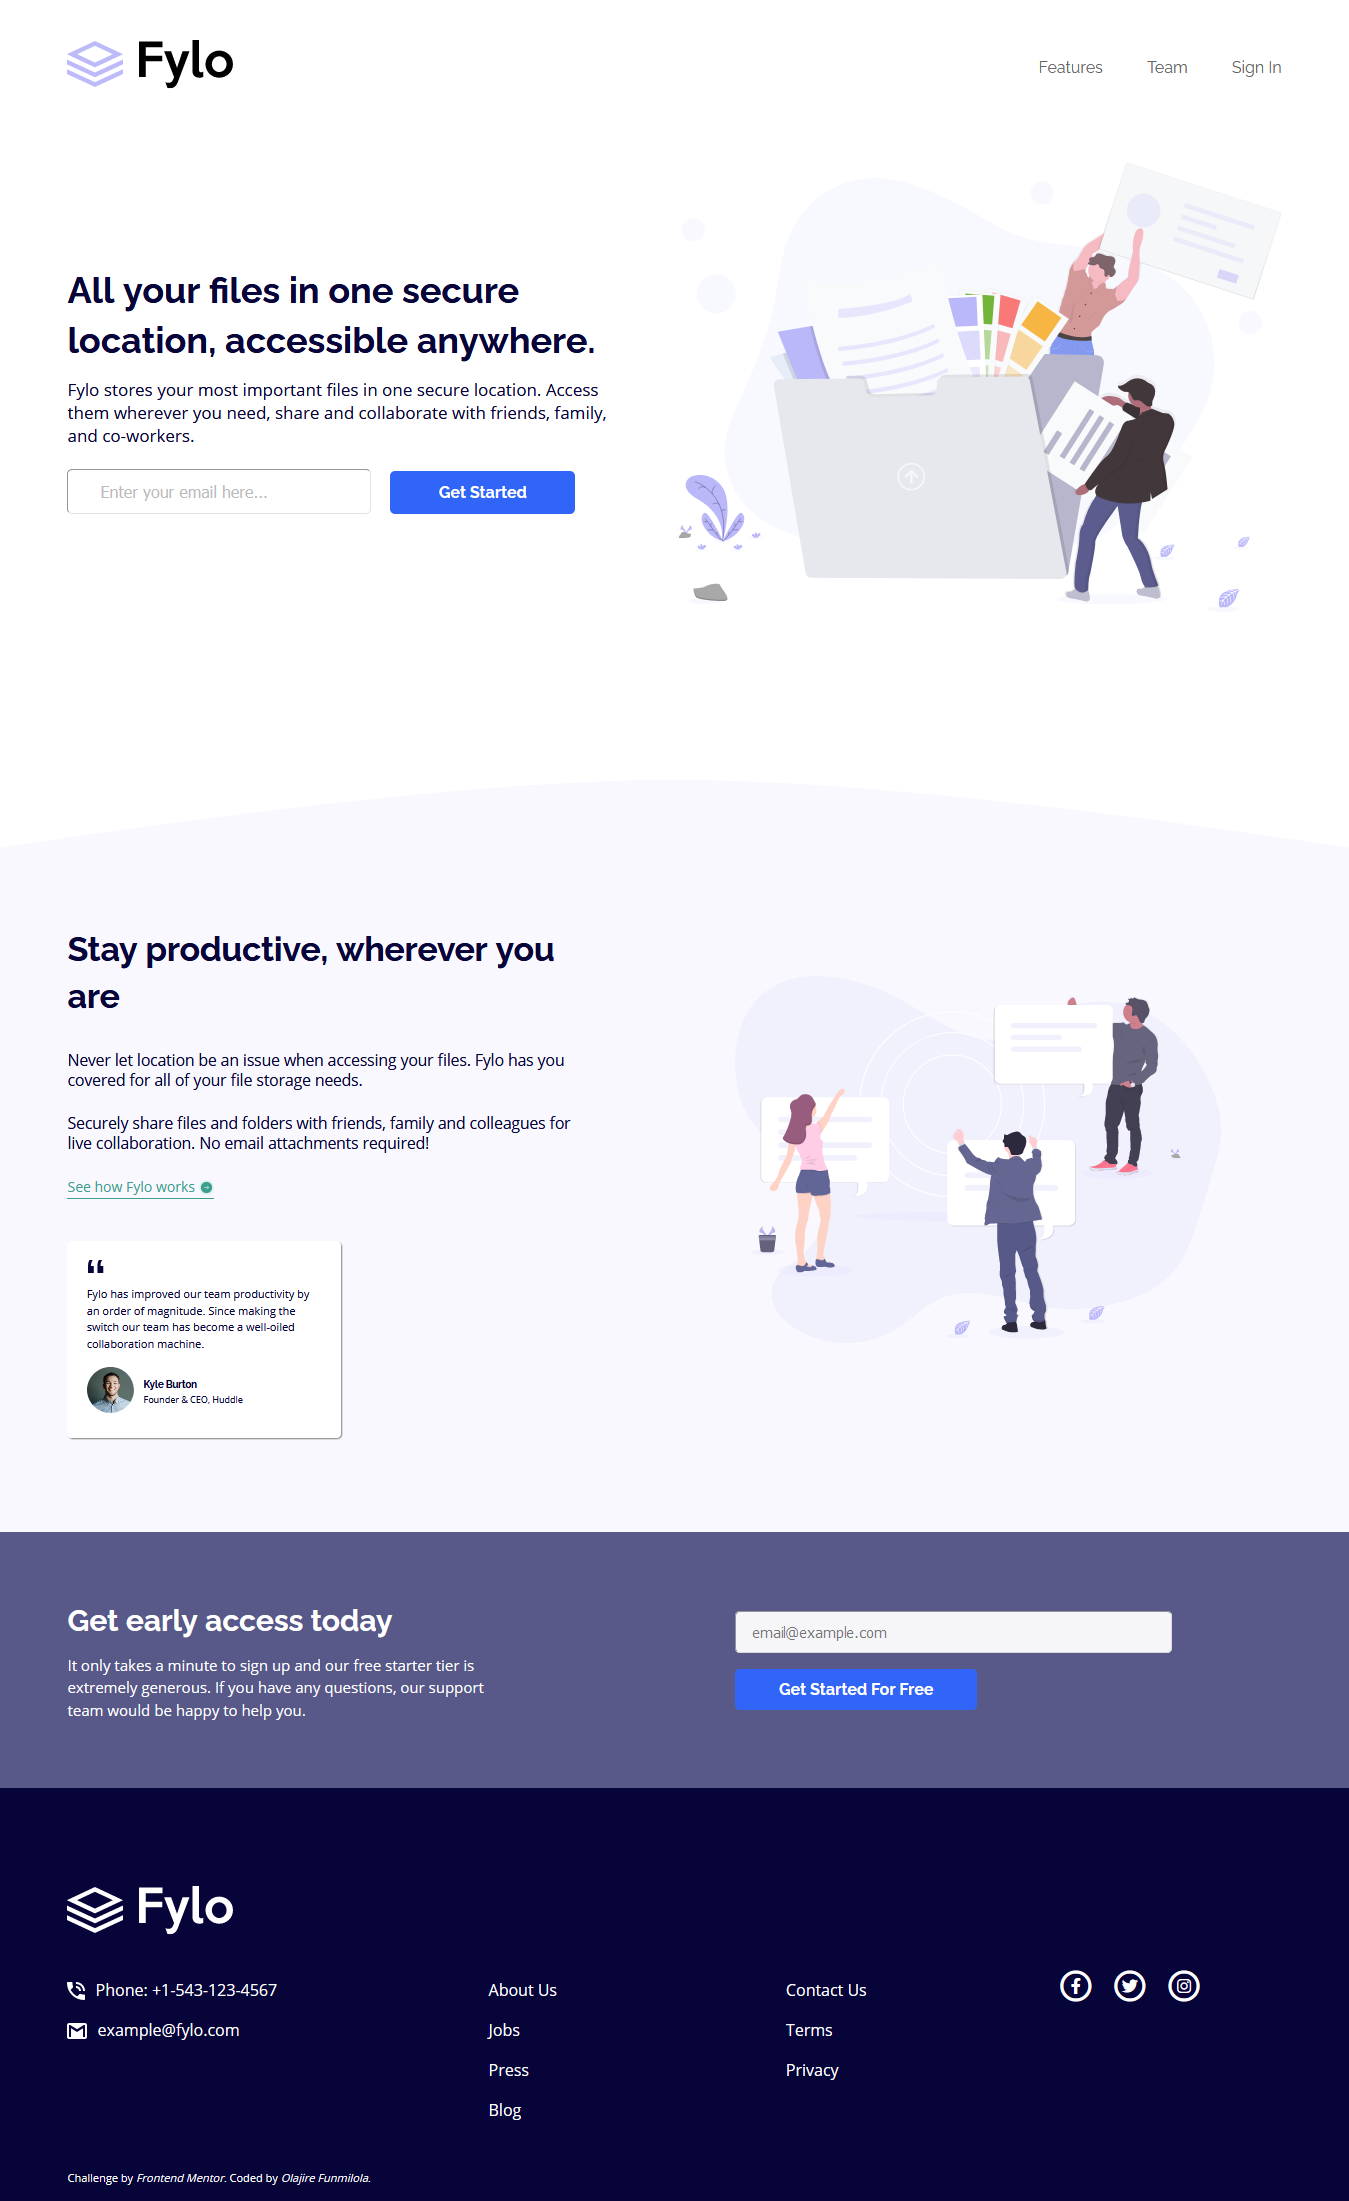 Fylo
Features
Team
Sign In
All your files in one secure
location, accessible anywhere.
Fylo stores your most important files in one secure location. Access
them wherever you need, share and collaborate with friends, family,
and co-workers.
Enter your email here...
Get Started
Stay productive, wherever you
are
Never let location be an issue when accessing your files. Fylo has you
covered for all of your file storage needs.
Securely share files and folders with friends, family and colleagues for
live collaboration. No email attachments required!
See how Fylo works
“
Fylo has improved our team productivity by
an order of magnitude. Since making the
switch our team has become a well-oiled
collaboration machine.
Kyle Burton
Founder & CEO, Huddle
Get early access today
It only takes a minute to sign up and our free starter tier is
extremely generous. If you have any questions, our support
team would be happy to help you.
email@example.com
Get Started For Free
Fylo
Phone: +1-543-123-4567
example@fylo.com
About Us
Jobs
Press
Blog
Contact Us
Terms
Privacy
Challenge by Frontend Mentor. Coded by Olajire Funmilola.